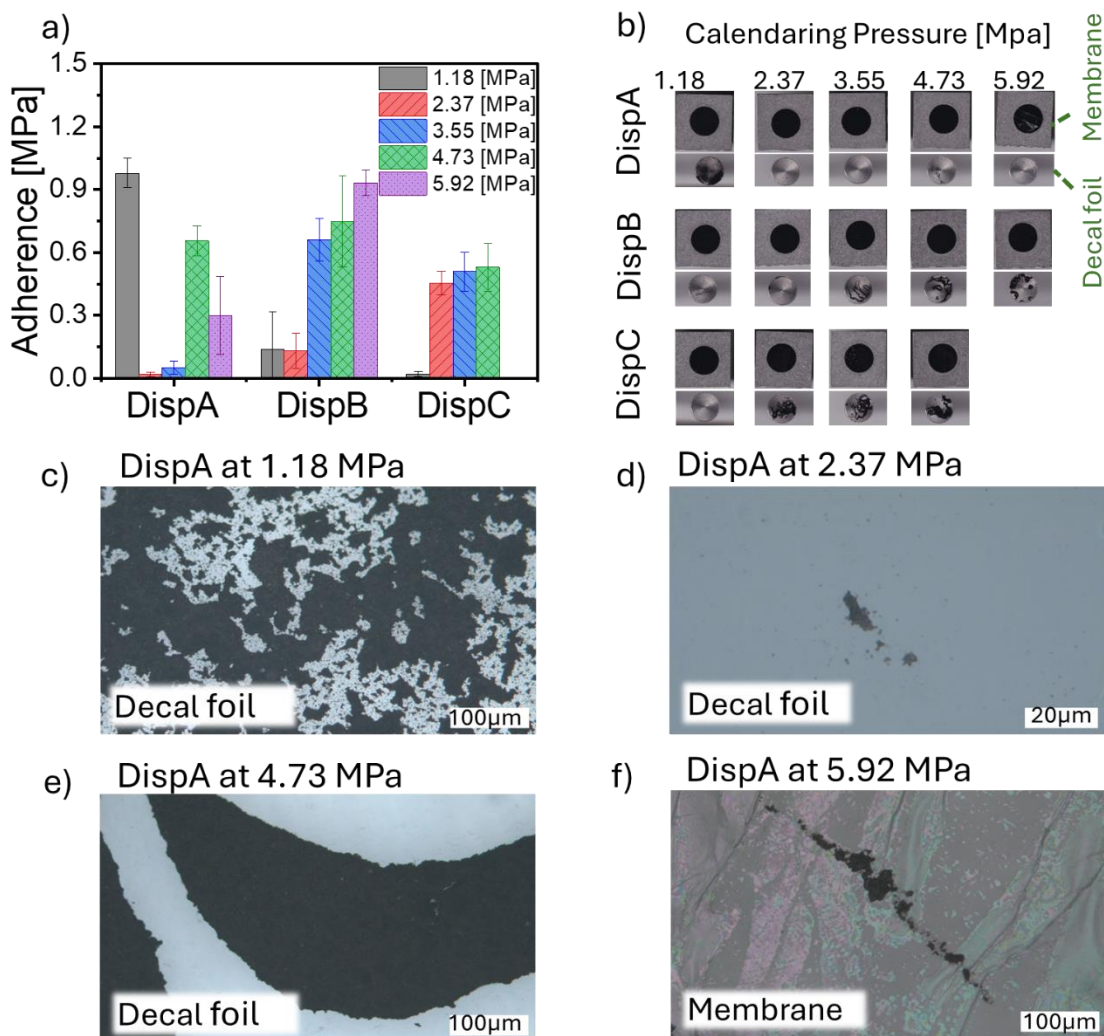 a)
1.5
1.2
0.9
0.6
0.3
0.0
Adherence [MPa]
1.18 [MPa]
2.37 [MPa]
3.55 [MPa]
4.73 [MPa]
5.92 [MPa]
DispA DispB DispC
b)
Calendaring Pressure [Mpa]
1.18 2.37 3.55 4.73 5.92
DispA
DispB
DispC
Membrane
Decal foil
c) DispA at 1.18 MPa
Decal foil
100µm
d) DispA at 2.37 MPa
Decal foil
20µm
e) DispA at 4.73 MPa
Decal foil
100µm
f) DispA at 5.92 MPa
Membrane
100µm